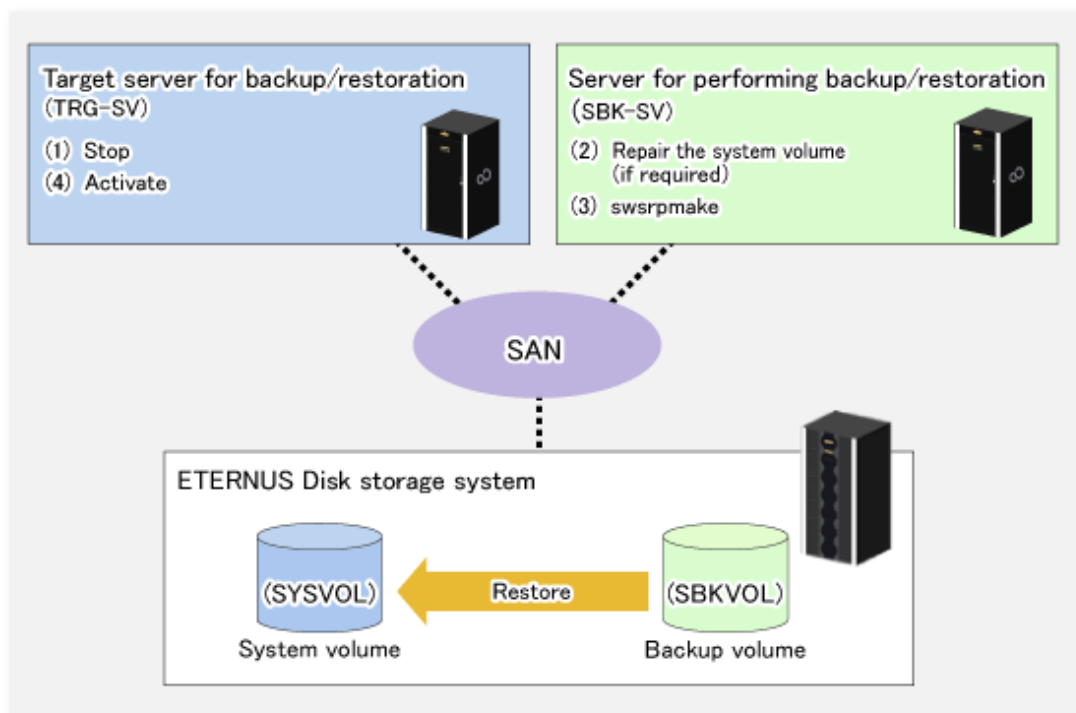 Target server for backup/restoration
(TRG-SV)
(1) Stop
(4) Activate
Server for performing backup/restoration
(SBK-SV)
(2) Repair the system volume
(if required)
(3) swsrpmake
SAN
ETERNUS Disk storage system
(SYSVOL)
Restore
(SBKVOL)
System volume
Backup volume